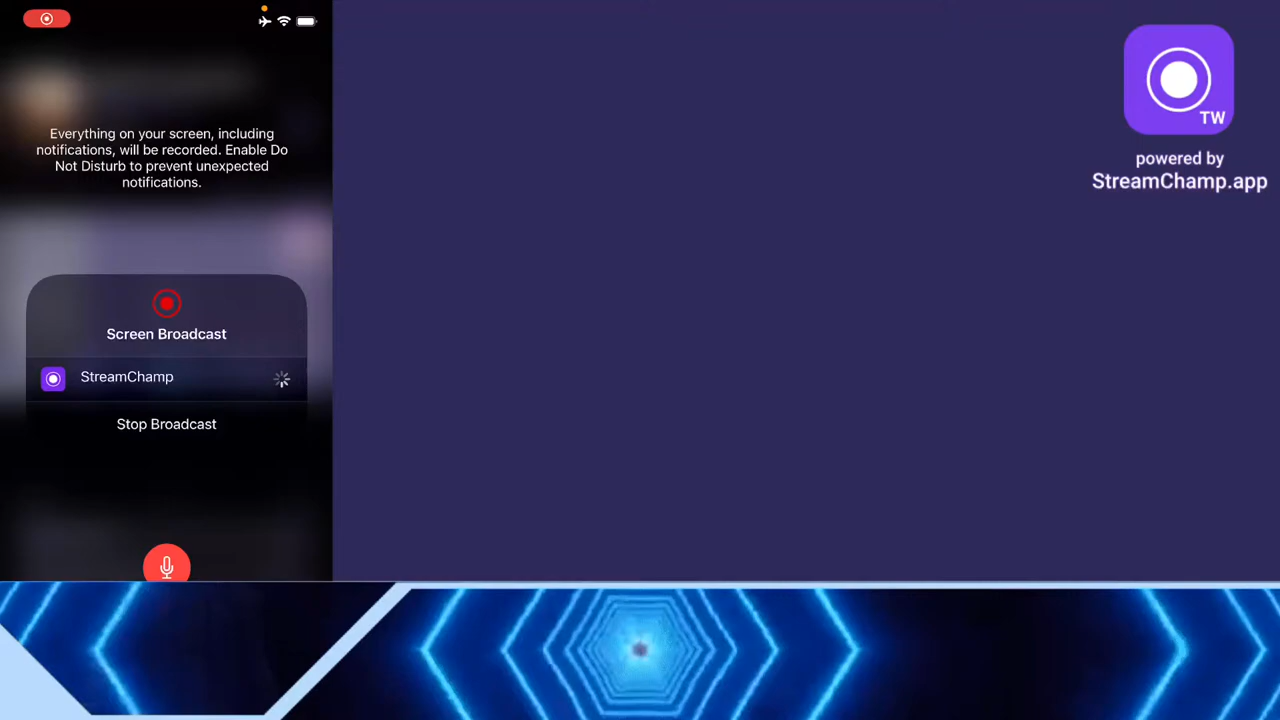 Everything on your screen, including
notifications, will be recorded. Enable Do
Not Disturb to prevent unexpected
notifications.
Screen Broadcast
StreamChamp
Stop Broadcast
TW
powered by
StreamChamp.app